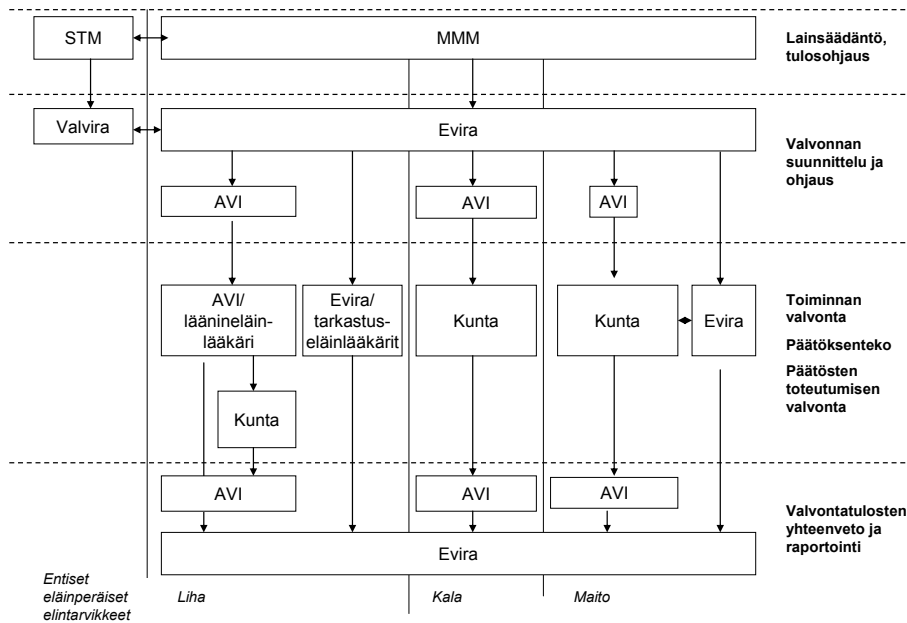 STM
MMM
Lainsäädäntö,
tulosohjaus
Valvira
Evira
Valvonnan
suunnittelu ja
ohjaus
AVI
AVI
AVI
AVI/
läänineläin-
lääkäri
Evira/
tarkastus-
eläinlääkärit
Kunta
Kunta
Evira
Toiminnan
valvonta
Päätöksenteko
Päätösten
toteutumisen
valvonta
Kunta
AVI
AVI
AVI
Valvontatulosten
yhteenveto ja
raportointi
Evira
Entiset
eläinperäiset
elintarvikkeet
Liha
Kala
Maito